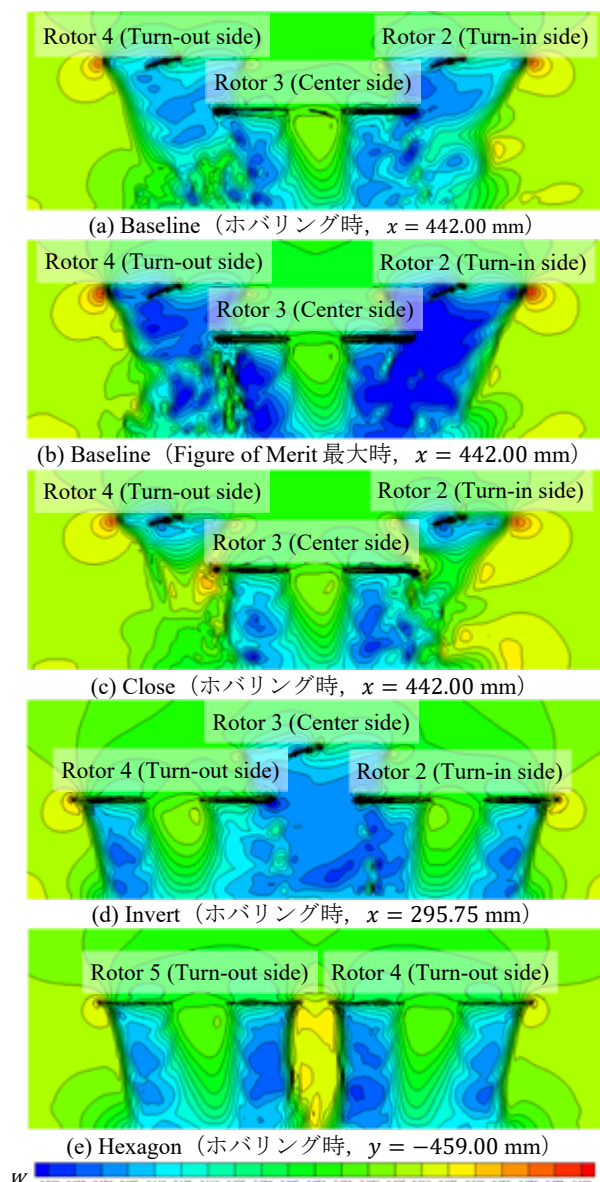 Rotor 4 (Turn-out side) Rotor 2 (Turn-in side)
Rotor 3 (Center side)
(a) Baseline（ホバリング時，x = 442.00 mm）
Rotor 4 (Turn-out side) Rotor 2 (Turn-in side)
Rotor 3 (Center side)
(b) Baseline（Figure of Merit 最大時，x = 442.00 mm）
Rotor 4 (Turn-out side) Rotor 2 (Turn-in side)
Rotor 3 (Center side)
(c) Close（ホバリング時，x = 442.00 mm）
Rotor 3 (Center side)
Rotor 4 (Turn-out side) Rotor 2 (Turn-in side)
(d) Invert（ホバリング時，x = 295.75 mm）
Rotor 5 (Turn-out side) Rotor 4 (Turn-out side)
(e) Hexagon（ホバリング時，y = −459.00 mm）
w